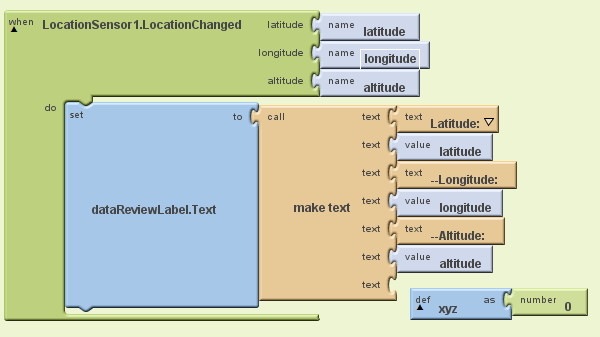 when LocationSensor1.LocationChanged latitude name latitude
longitude name longitude
altitude name altitude
do set to call text text Latitude:
text value latitude
text text --Longitude:
dataReviewLabel.Text make text text value longitude
text text --Altitude:
text value altitude
text
def xyz as number 0